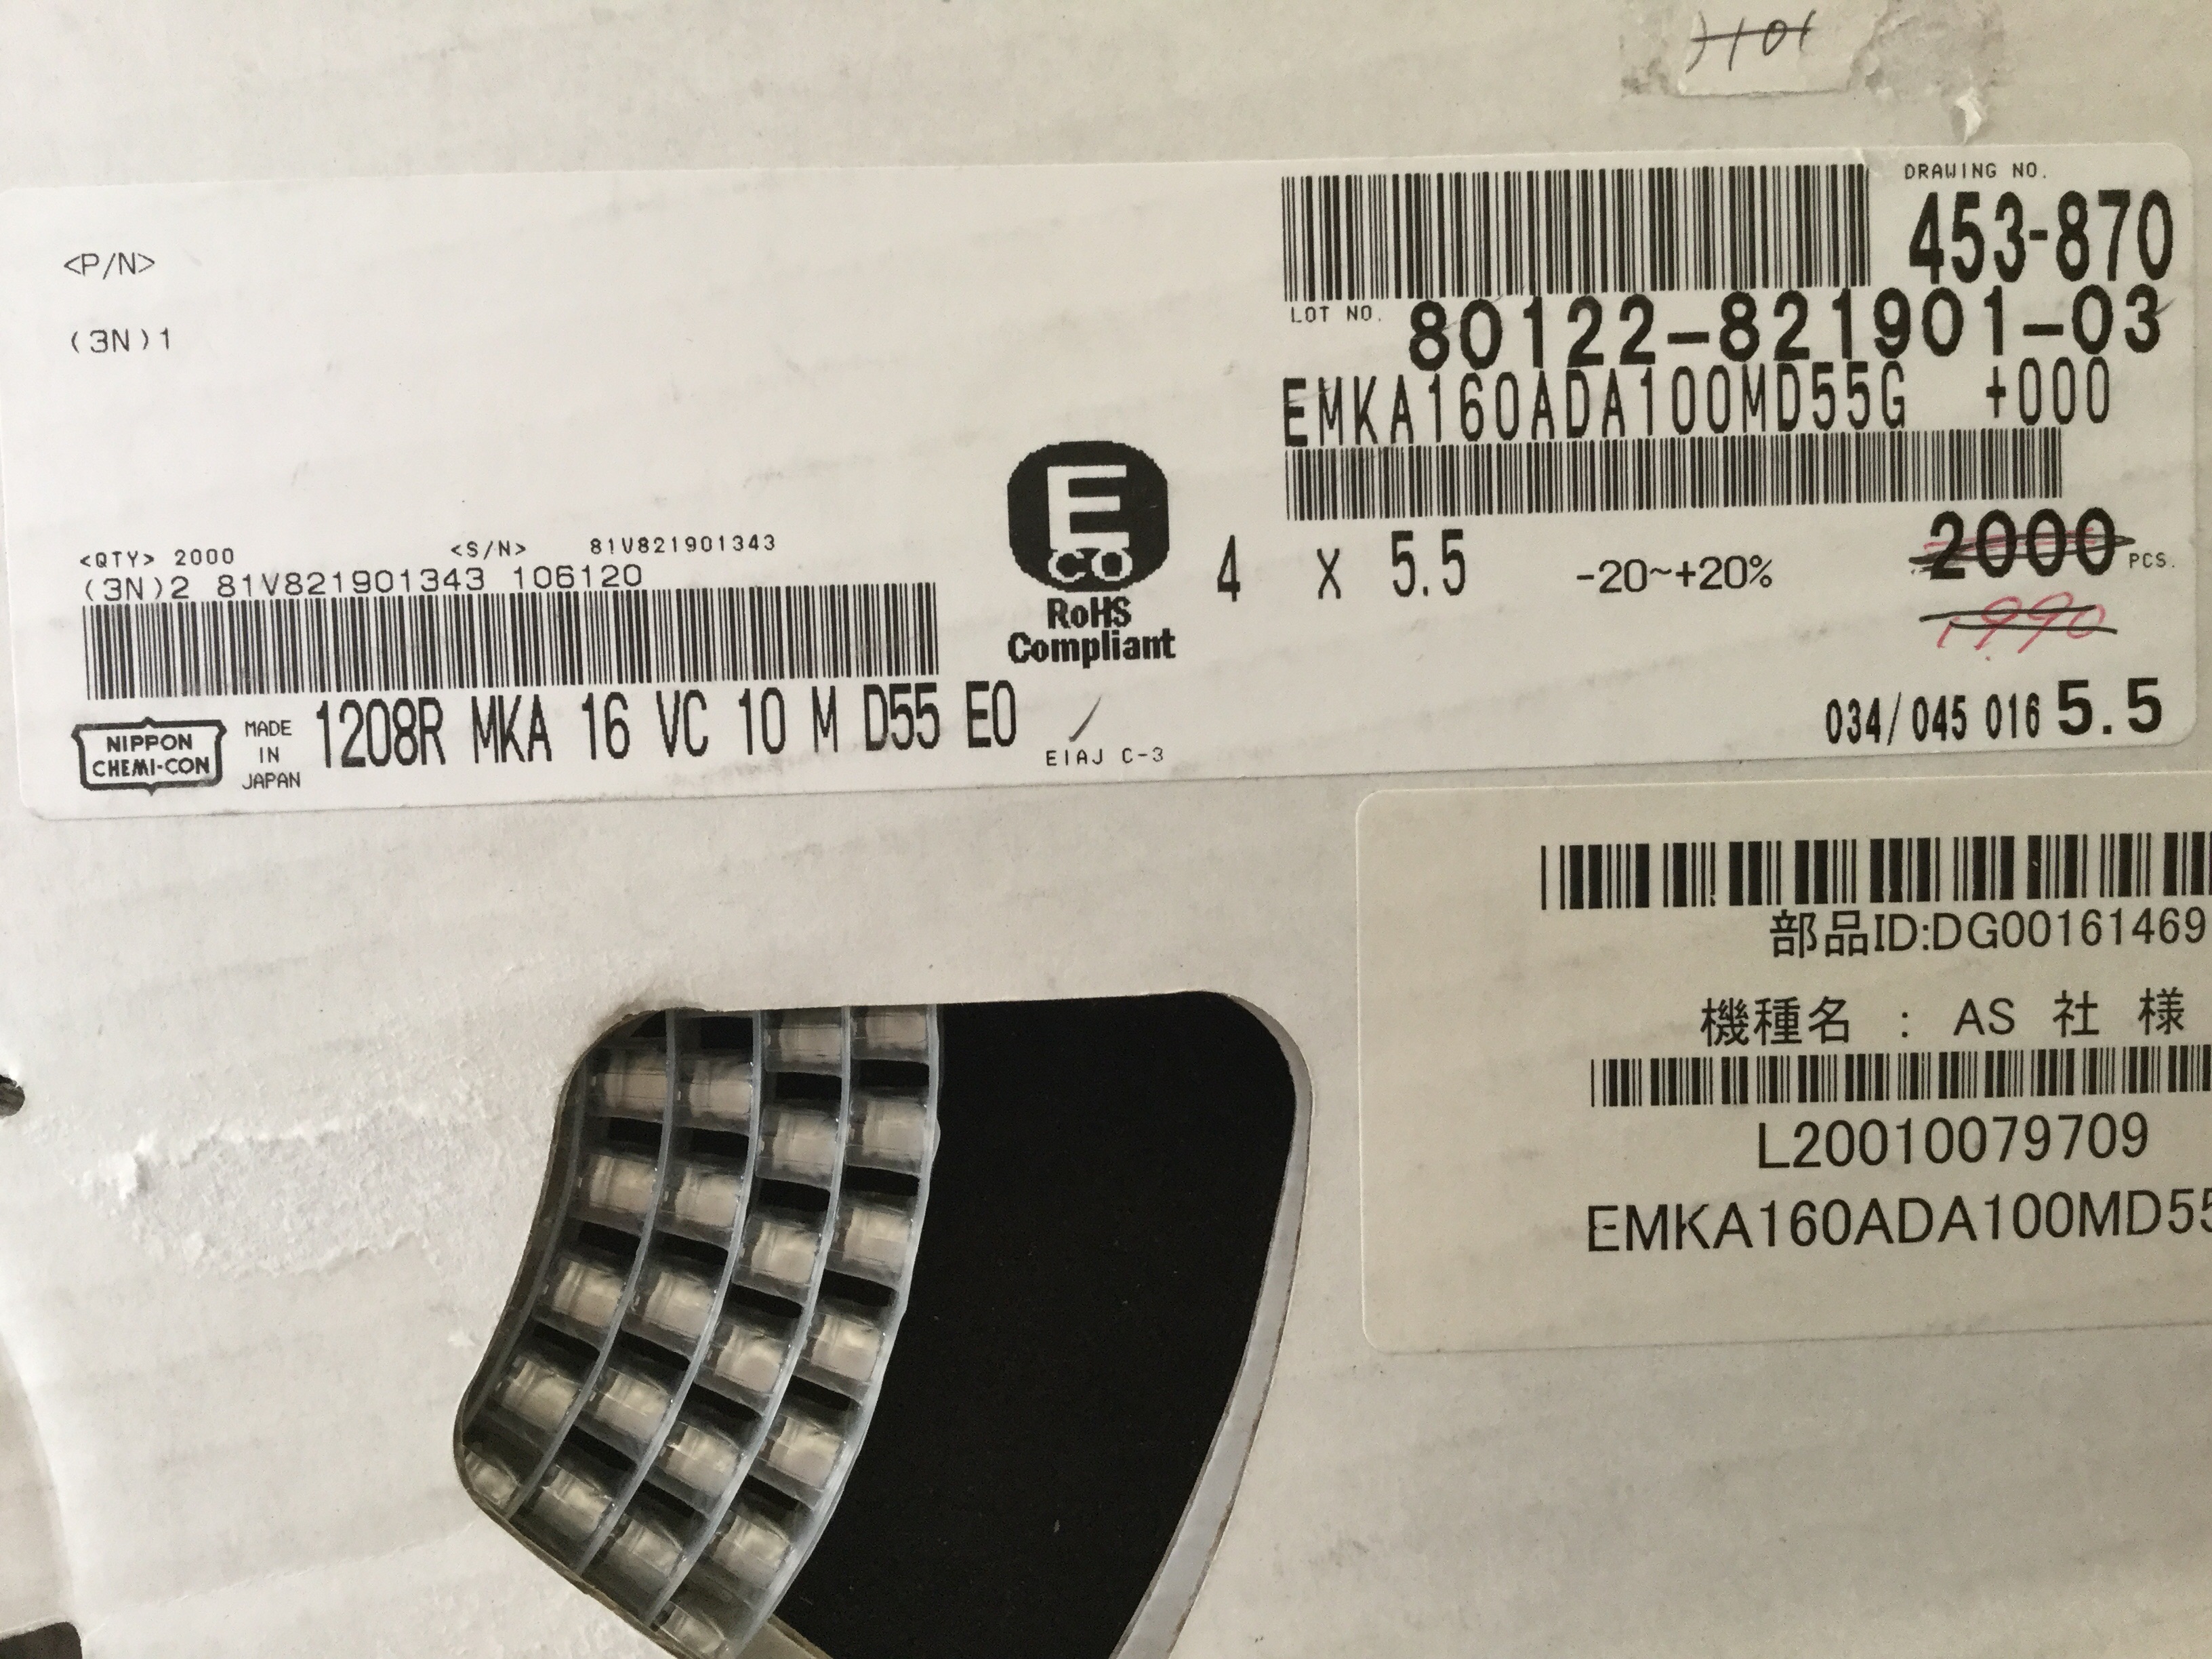 1101
DRAWING NO.
453-870
<P/N>
(3N)1
LOT NO. 80122-821901-03
EMKA160ADA100MD55G +000
<QTY> 2000 <S/N> 81V821901343
(3N)2 81V821901343 106120
E
CO
RoHS
Compliant
4 x 5.5 -20~+20% 2000 PCS.
1990
NIPPON
CHEMI-CON
MADE
IN
JAPAN
1208R MKA 16 VC 10 M D55 E0
EIAJ C-3
034/045 016 5.5
部品ID:DG00161469
機種名 : AS 社 様
L20010079709
EMKA160ADA100MD55